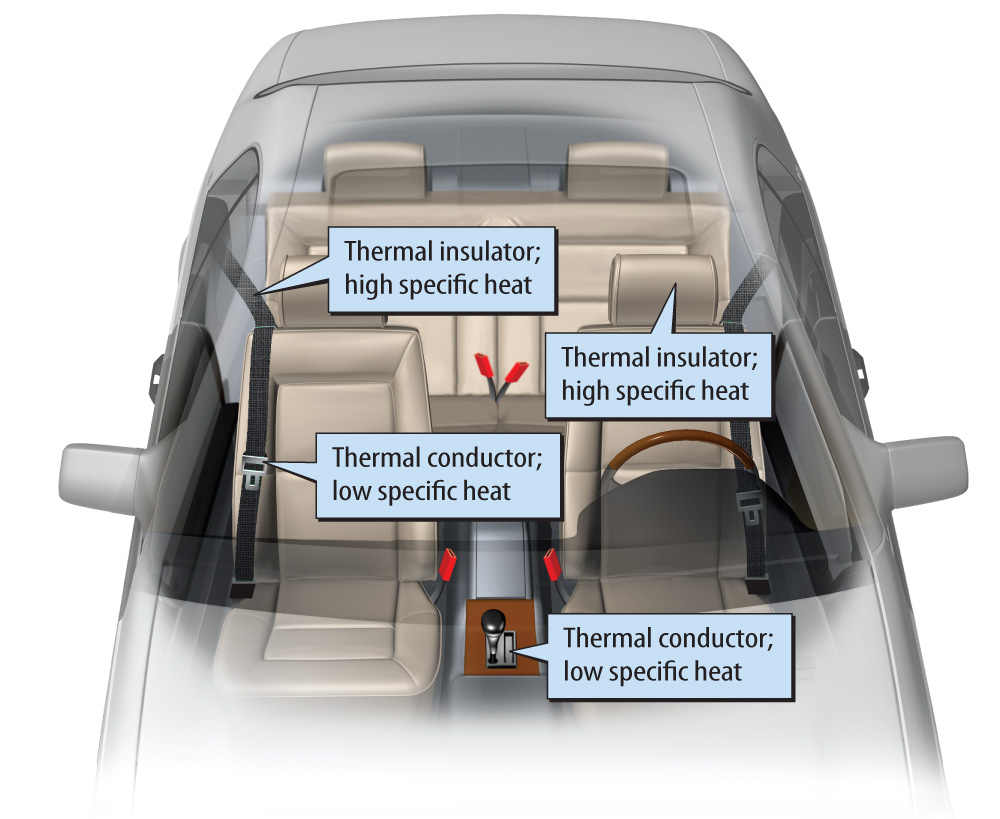 Thermal insulator;
high specific heat
Thermal insulator;
high specific heat
Thermal conductor;
low specific heat
Thermal conductor;
low specific heat